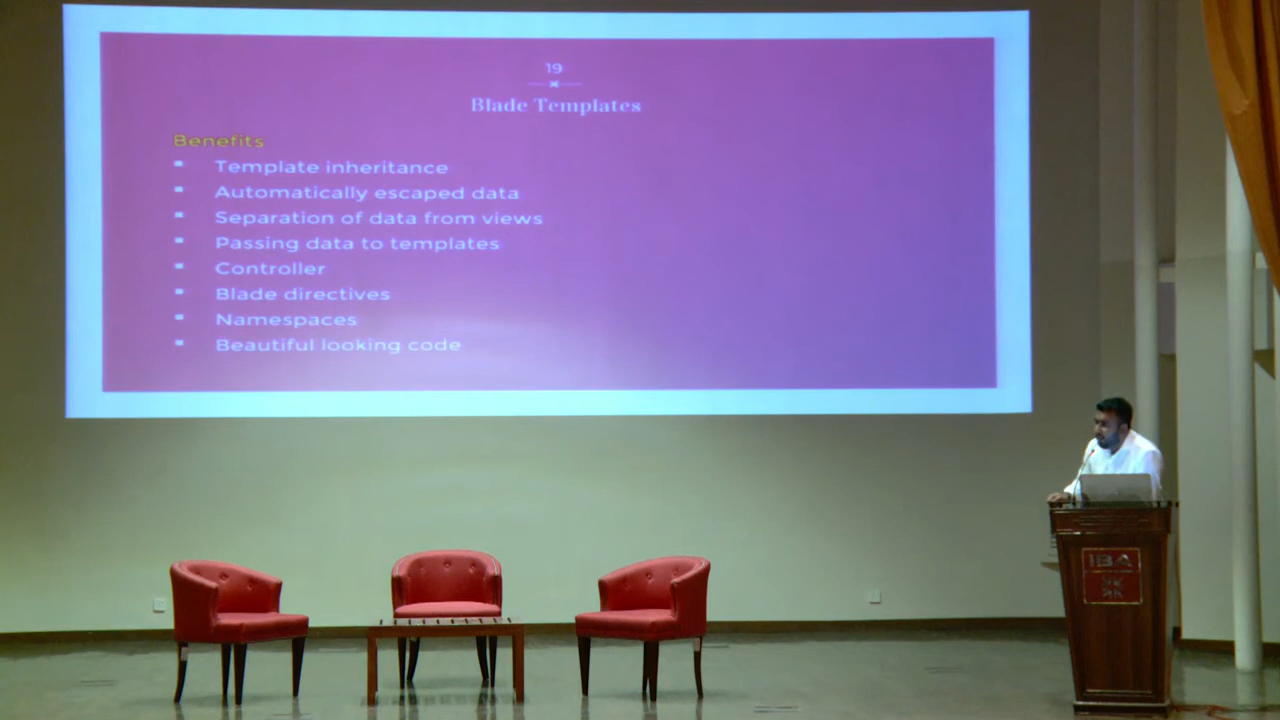 19
Blade Templates
Benefits
Template inheritance
Automatically escaped data
Separation of data from views
Passing data to templates
Controller
Blade directives
Namespaces
Beautiful looking code
IBA